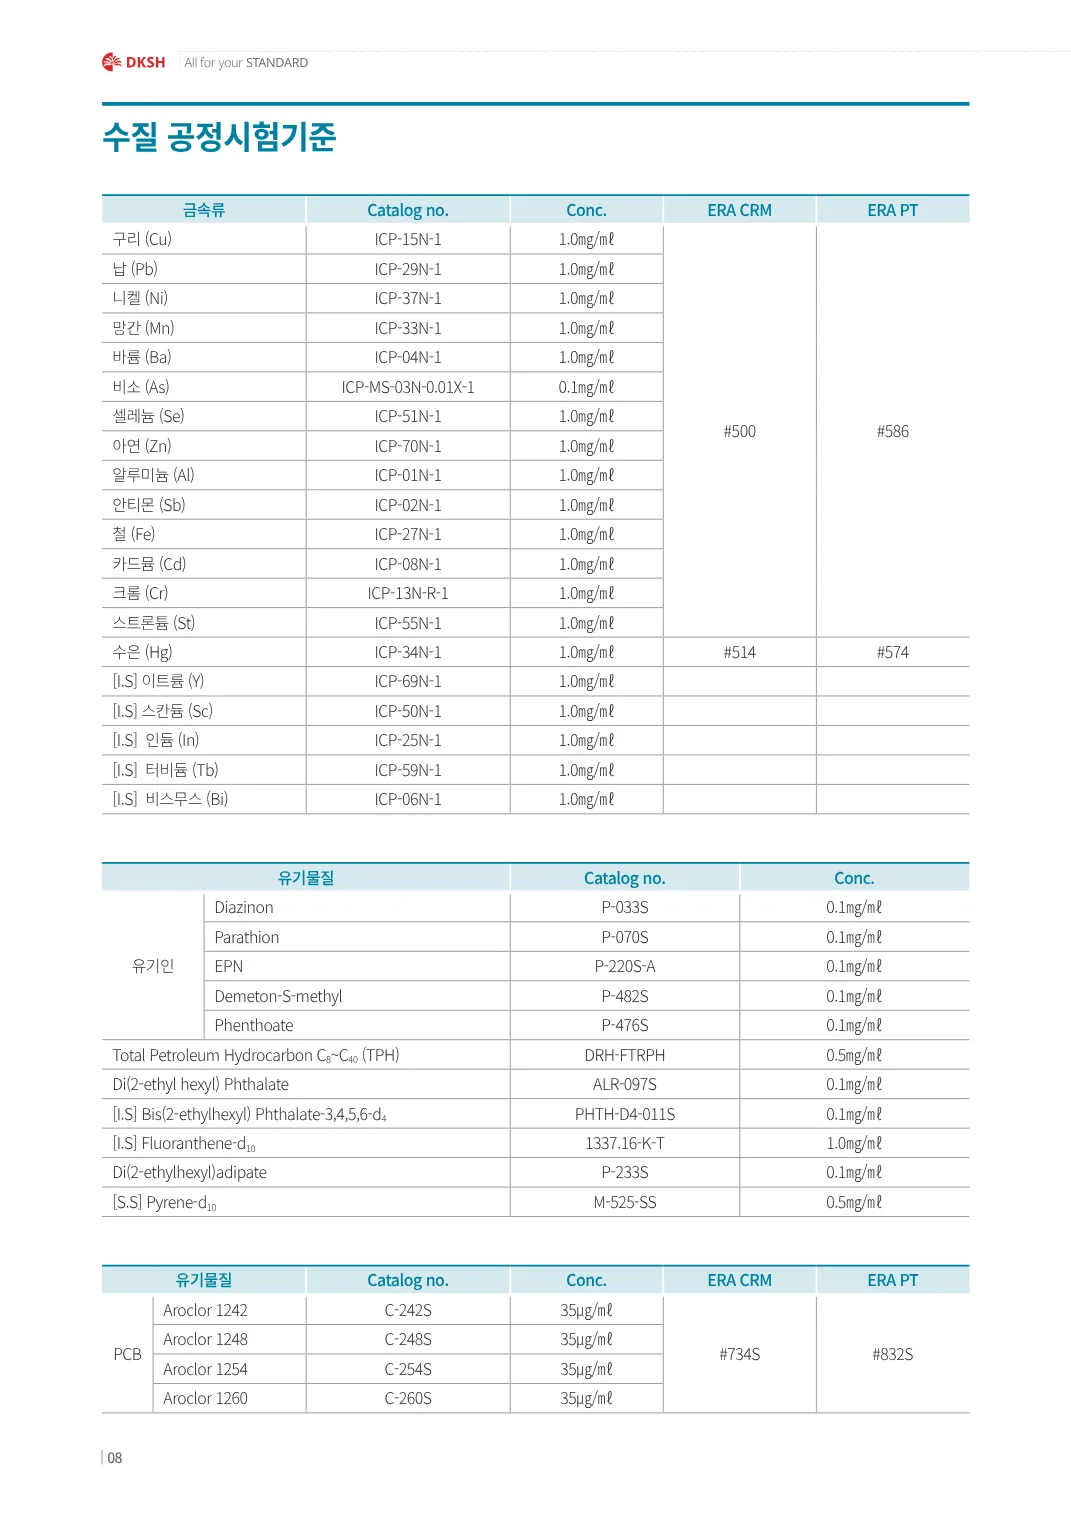 DKSH All for your STANDARD
수질 공정시험기준
금속류 Catalog no. Conc. ERA CRM ERA PT
구리 (Cu) ICP-15N-1 1.0㎎/㎖
납 (Pb) ICP-29N-1 1.0㎎/㎖
니켈 (Ni) ICP-37N-1 1.0㎎/㎖
망간 (Mn) ICP-33N-1 1.0㎎/㎖
바륨 (Ba) ICP-04N-1 1.0㎎/㎖
비소 (As) ICP-MS-03N-0.01X-1 0.1㎎/㎖
셀레늄 (Se) ICP-51N-1 1.0㎎/㎖
#500 #586
아연 (Zn) ICP-70N-1 1.0㎎/㎖
알루미늄 (Al) ICP-01N-1 1.0㎎/㎖
안티몬 (Sb) ICP-02N-1 1.0㎎/㎖
철 (Fe) ICP-27N-1 1.0㎎/㎖
카드뮴 (Cd) ICP-08N-1 1.0㎎/㎖
크롬 (Cr) ICP-13N-R-1 1.0㎎/㎖
스트론튬 (St) ICP-55N-1 1.0㎎/㎖
수은 (Hg) ICP-34N-1 1.0㎎/㎖ #514 #574
[I.S] 이트륨 (Y) ICP-69N-1 1.0㎎/㎖
[I.S] 스칸듐 (Sc) ICP-50N-1 1.0㎎/㎖
[I.S] 인듐 (In) ICP-25N-1 1.0㎎/㎖
[I.S] 터비듐 (Tb) ICP-59N-1 1.0㎎/㎖
[I.S] 비스무스 (Bi) ICP-06N-1 1.0㎎/㎖
유기물질 Catalog no. Conc.
Diazinon P-033S 0.1㎎/㎖
Parathion P-070S 0.1㎎/㎖
유기인 EPN P-220S-A 0.1㎎/㎖
Demeton-S-methyl P-482S 0.1㎎/㎖
Phenthoate P-476S 0.1㎎/㎖
Total Petroleum Hydrocarbon C₈~C₄₀ (TPH) DRH-FTRPH 0.5㎎/㎖
Di(2-ethyl hexyl) Phthalate ALR-097S 0.1㎎/㎖
[I.S] Bis(2-ethylhexyl) Phthalate-3,4,5,6-d₄ PHTH-D4-011S 0.1㎎/㎖
[I.S] Fluoranthene-d₁₀ 1337.16-K-T 1.0㎎/㎖
Di(2-ethylhexyl)adipate P-233S 0.1㎎/㎖
[S.S] Pyrene-d₁₀ M-525-SS 0.5㎎/㎖
유기물질 Catalog no. Conc. ERA CRM ERA PT
Aroclor 1242 C-242S 35㎍/㎖
Aroclor 1248 C-248S 35㎍/㎖
PCB #734S #832S
Aroclor 1254 C-254S 35㎍/㎖
Aroclor 1260 C-260S 35㎍/㎖
08